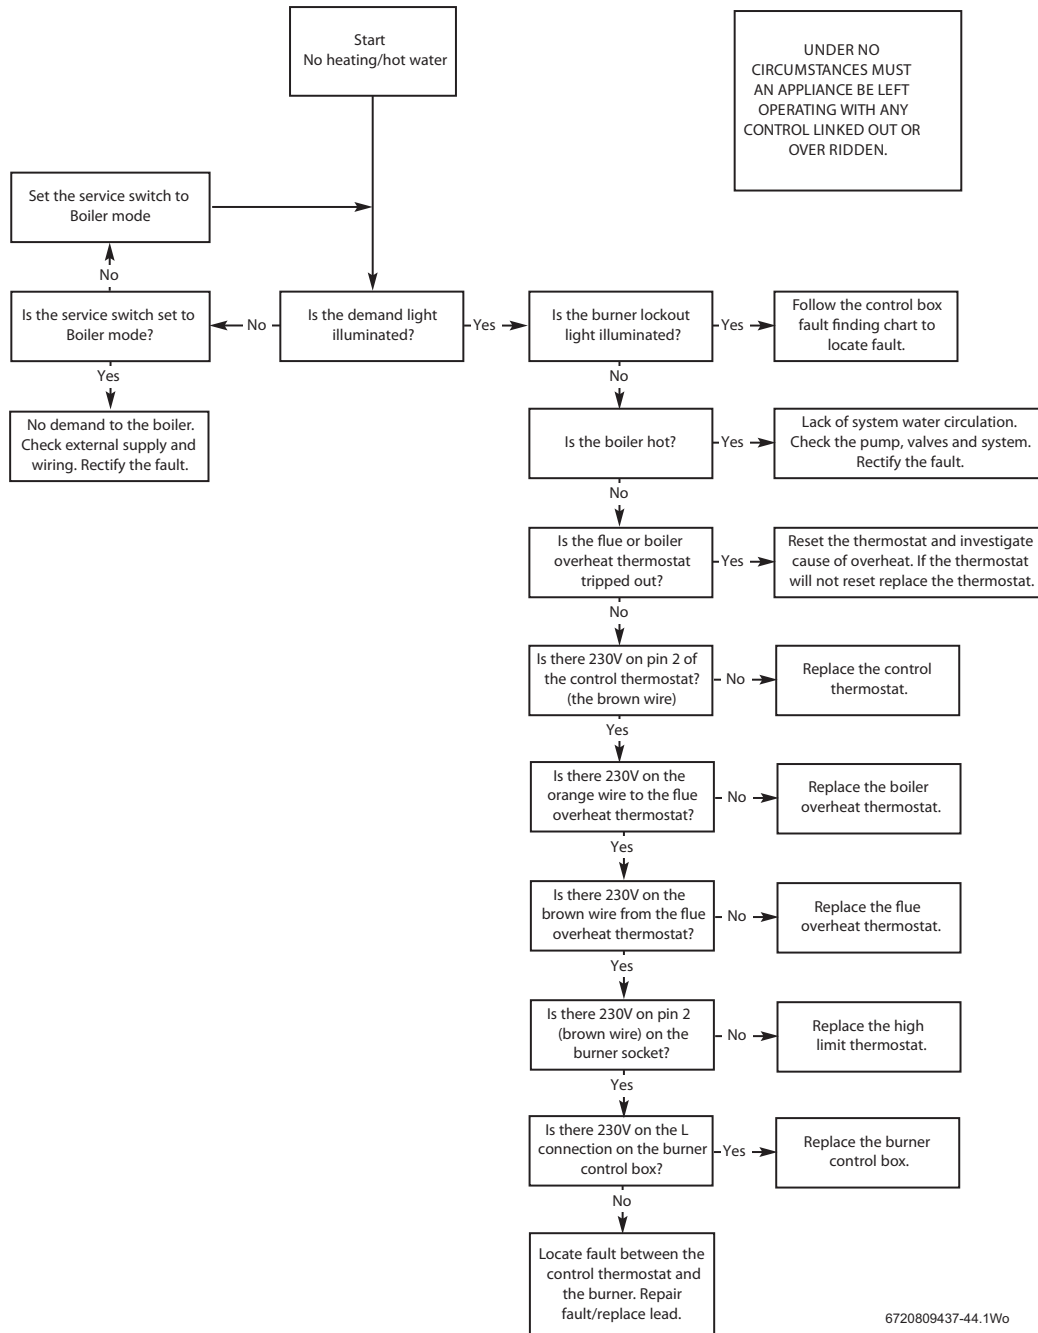 Start
No heating/hot water
UNDER NO
CIRCUMSTANCES MUST
AN APPLIANCE BE LEFT
OPERATING WITH ANY
CONTROL LINKED OUT OR
OVER RIDDEN.
Set the service switch to
Boiler mode
No
Is the service switch set to
Boiler mode?
No
Is the demand light
illuminated?
Yes
Is the burner lockout
light illuminated?
Yes
Follow the control box
fault finding chart to
locate fault.
Yes
No
No demand to the boiler.
Check external supply and
wiring. Rectify the fault.
Is the boiler hot?
Yes
Lack of system water circulation.
Check the pump, valves and system.
Rectify the fault.
No
Is the flue or boiler
overheat thermostat
tripped out?
Yes
Reset the thermostat and investigate
cause of overheat. If the thermostat
will not reset replace the thermostat.
No
Is there 230V on pin 2 of
the control thermostat?
(the brown wire)
No
Replace the control
thermostat.
Yes
Is there 230V on the
orange wire to the flue
overheat thermostat?
No
Replace the boiler
overheat thermostat.
Yes
Is there 230V on the
brown wire from the flue
overheat thermostat?
No
Replace the flue
overheat thermostat.
Yes
Is there 230V on pin 2
(brown wire) on the
burner socket?
No
Replace the high
limit thermostat.
Yes
Is there 230V on the L
connection on the burner
control box?
Yes
Replace the burner
control box.
No
Locate fault between the
control thermostat and
the burner. Repair
fault/replace lead.
6720809437-44.1Wo